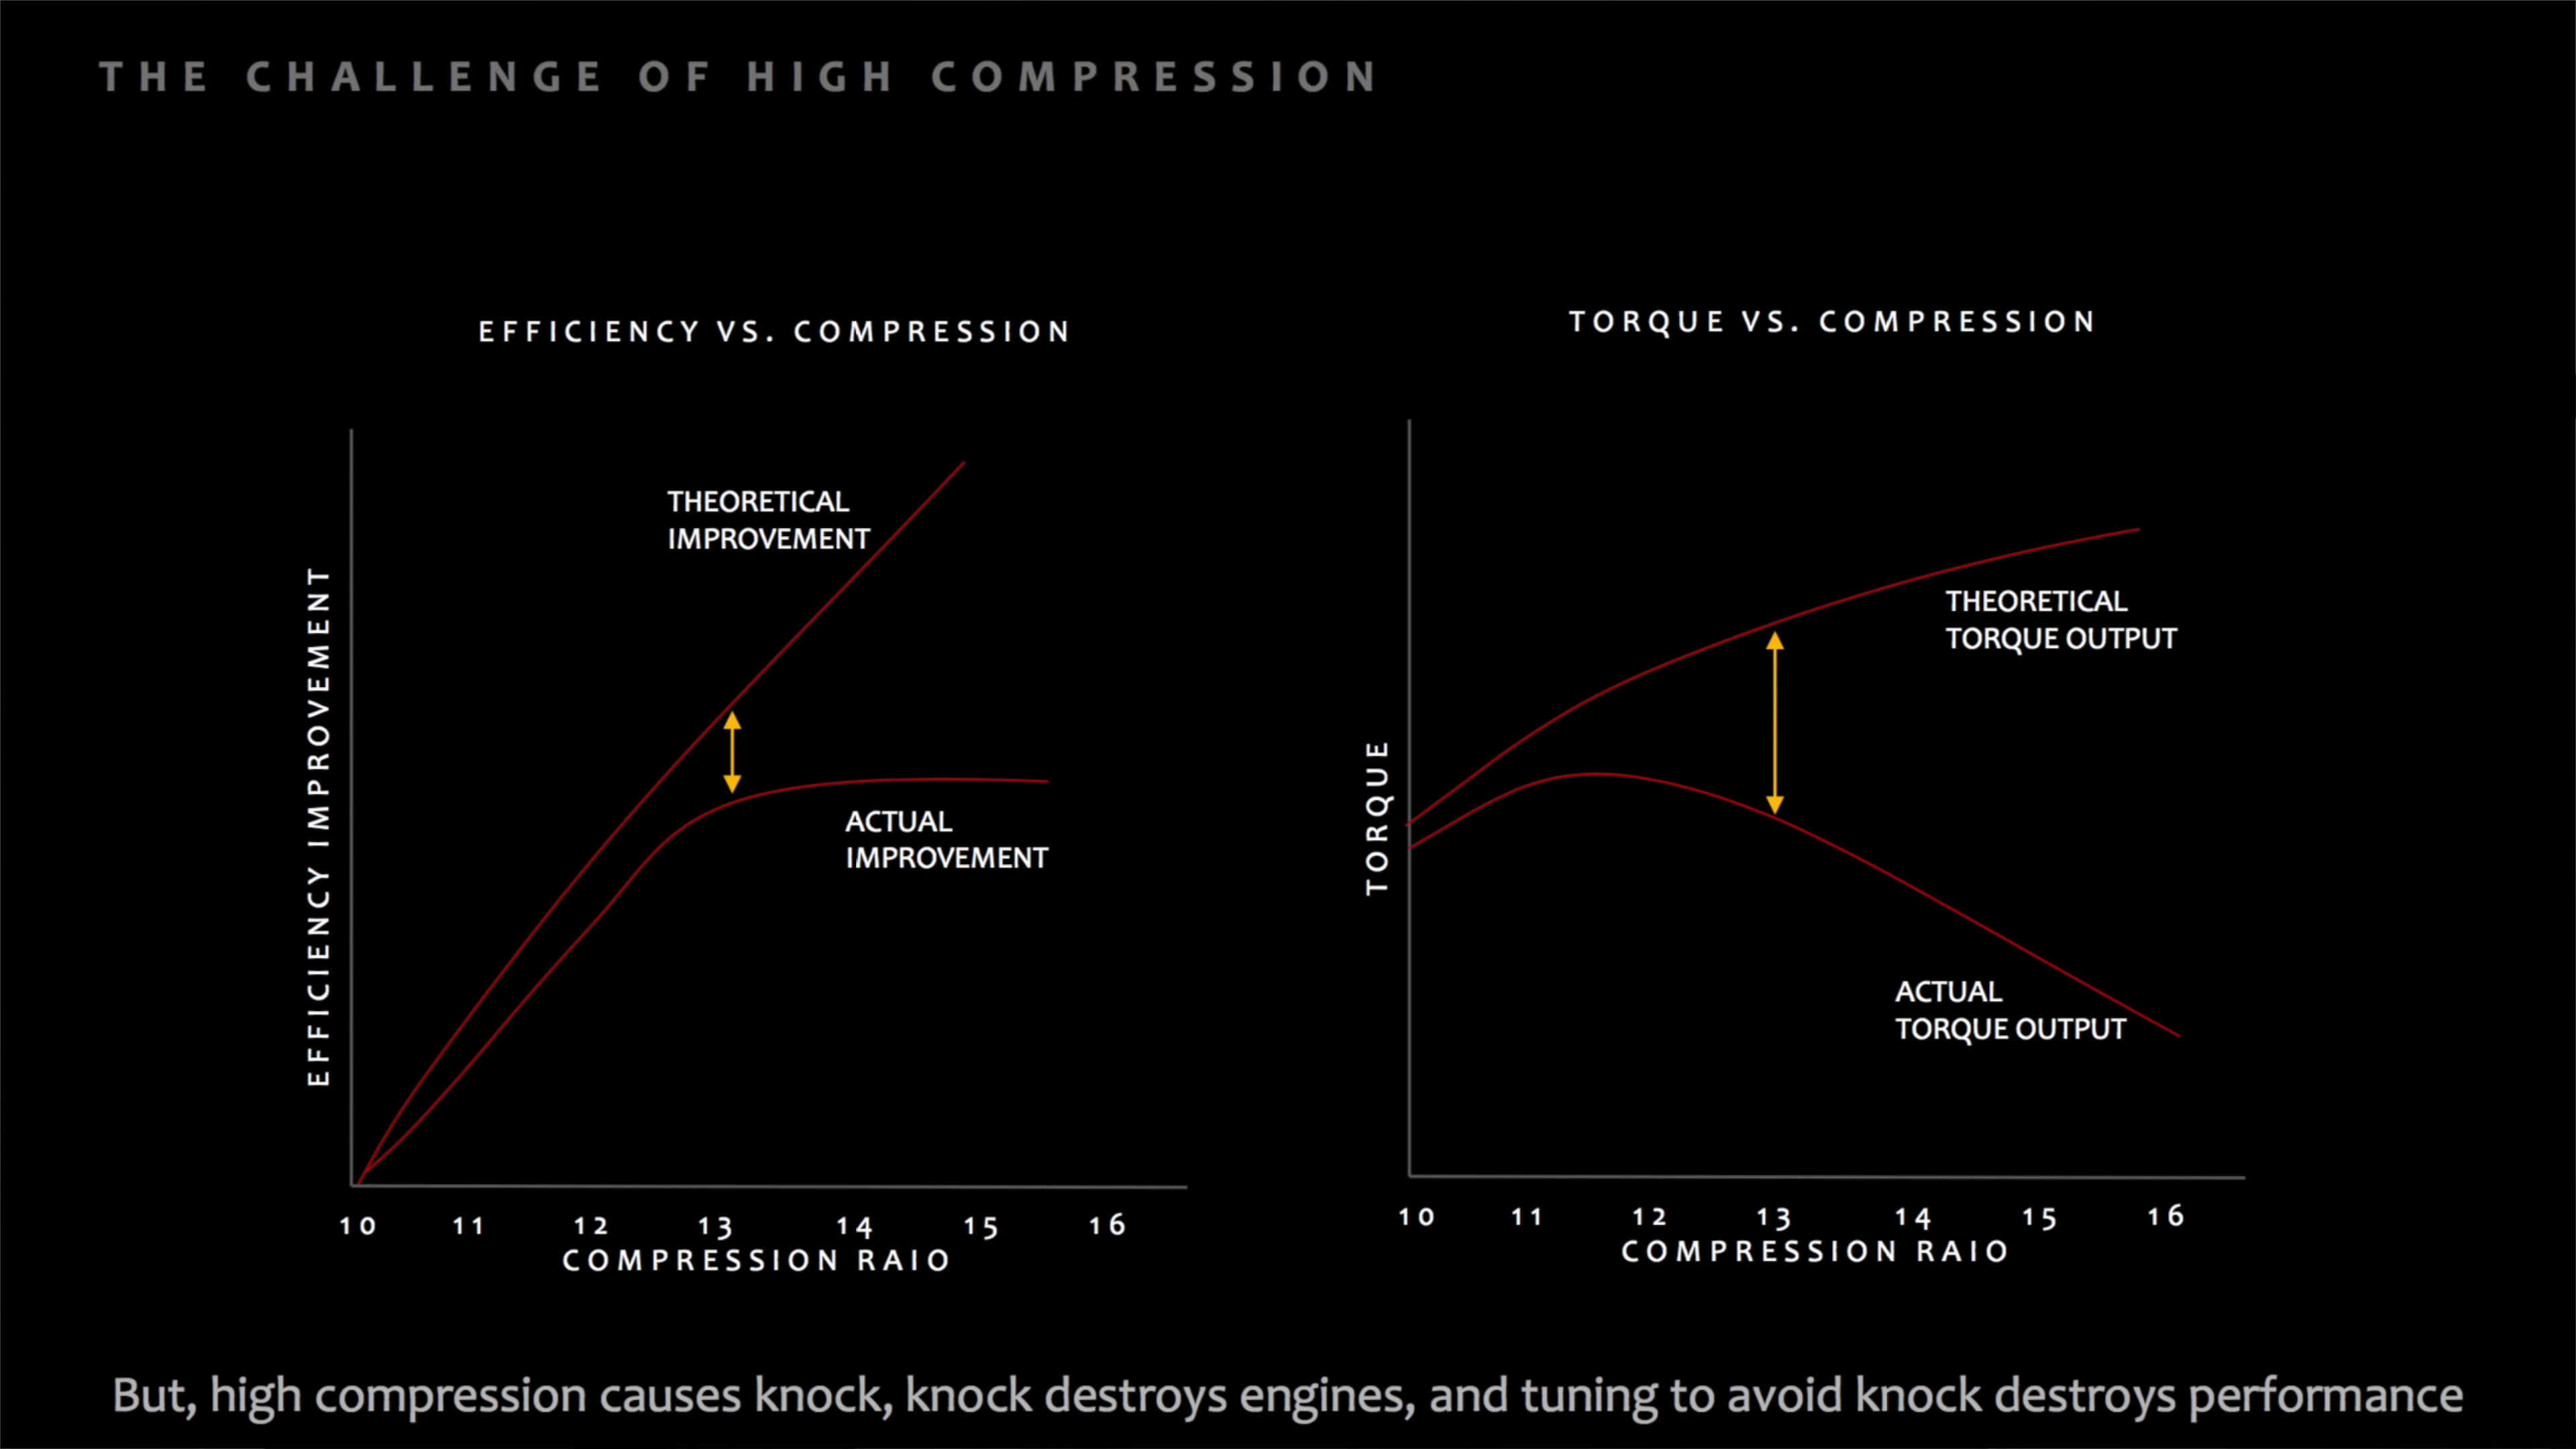 THE CHALLENGE OF HIGH COMPRESSION
EFFICIENCY VS. COMPRESSION
EFFICIENCY IMPROVEMENT
THEORETICAL
IMPROVEMENT
ACTUAL
IMPROVEMENT
10 11 12 13 14 15 16
COMPRESSION RAIO
TORQUE VS. COMPRESSION
TORQUE
THEORETICAL
TORQUE OUTPUT
ACTUAL
TORQUE OUTPUT
10 11 12 13 14 15 16
COMPRESSION RAIO
But, high compression causes knock, knock destroys engines, and tuning to avoid knock destroys performance